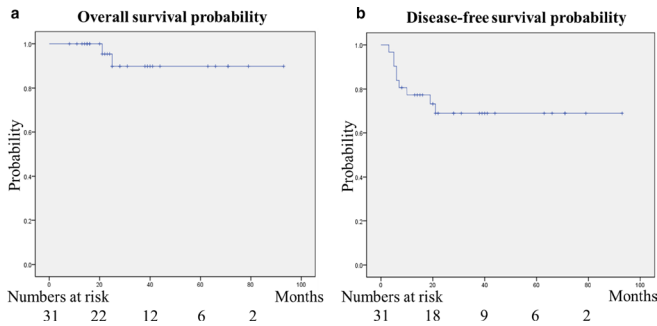 a Overall survival probability
Probability
1.0
0.8
0.6
0.4
0.2
0.0
0 20 40 60 80 100
Numbers at risk Months
31 22 12 6 2
b Disease-free survival probability
Probability
1.0
0.8
0.6
0.4
0.2
0.0
0 20 40 60 80 100
Numbers at risk Months
31 18 9 6 2